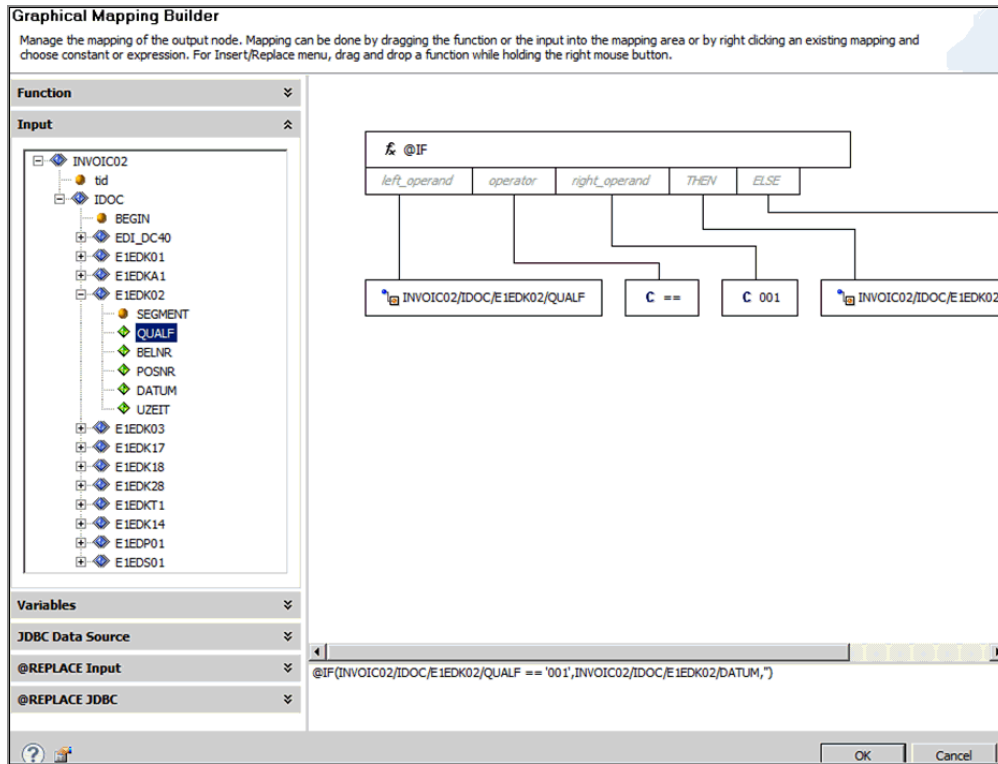 Graphical Mapping Builder
Manage the mapping of the output node. Mapping can be done by dragging the function or the input into the mapping area or by right clicking an existing mapping and
choose constant or expression. For Insert/Replace menu, drag and drop a function while holding the right mouse button.
Function
Input
INVOIC02
tid
IDOC
BEGIN
EDI_DC40
E1EDK01
E1EDKA1
E1EDK02
SEGMENT
QUALF
BELNR
POSNR
DATUM
UZEIT
E1EDK03
E1EDK17
E1EDK18
E1EDK28
E1EDKT1
E1EDK14
E1EDP01
E1EDS01
Variables
JDBC Data Source
@REPLACE Input
@REPLACE JDBC
fx @IF
left_operand operator right_operand THEN ELSE
INVOIC02/IDOC/E1EDK02/QUALF C == C 001 INVOIC02/IDOC/E1EDK02
@IF(INVOIC02/IDOC/E1EDK02/QUALF == '001',INVOIC02/IDOC/E1EDK02/DATUM,'')
? OK Cancel